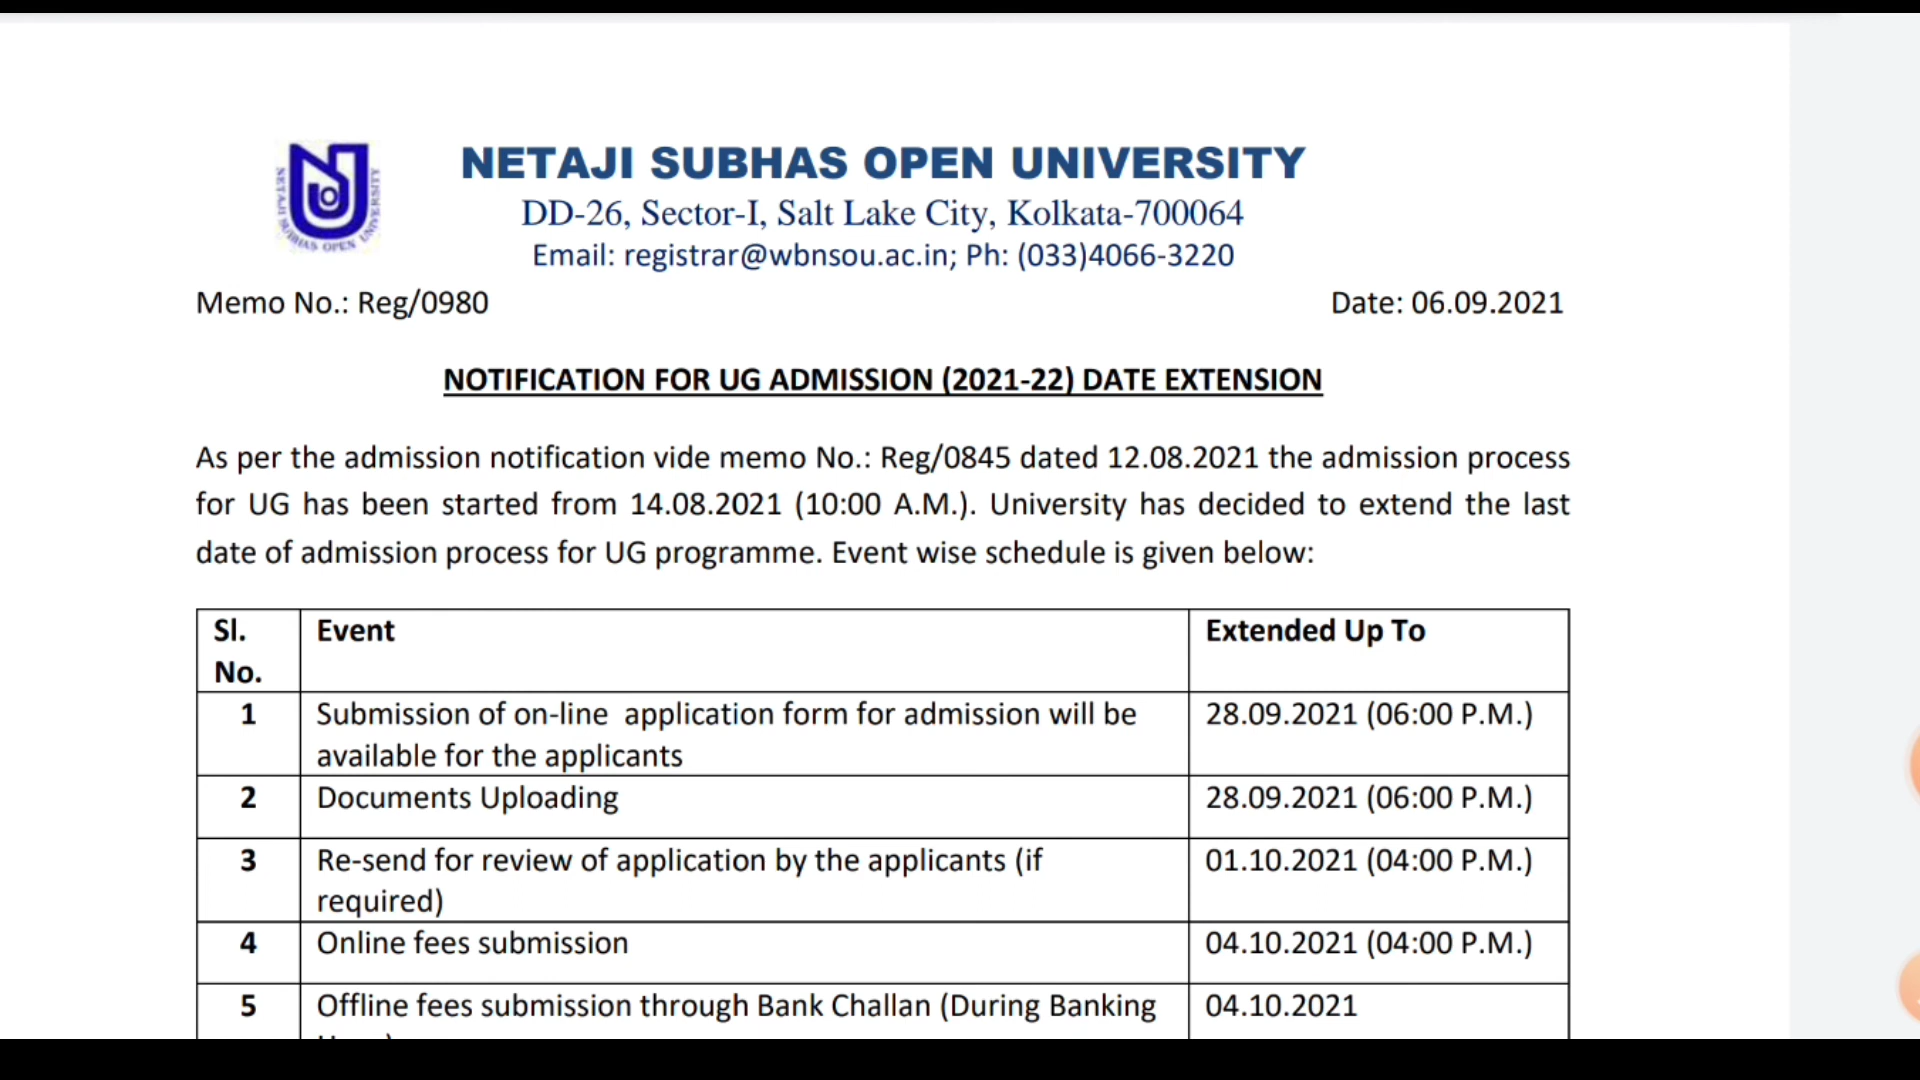 NETAJI SUBHAS OPEN UNIVERSITY
NETAJI SUBHAS OPEN UNIVERSITY
DD-26, Sector-I, Salt Lake City, Kolkata-700064
Email: registrar@wbnsou.ac.in; Ph: (033)4066-3220
Memo No.: Reg/0980 Date: 06.09.2021
NOTIFICATION FOR UG ADMISSION (2021-22) DATE EXTENSION
As per the admission notification vide memo No.: Reg/0845 dated 12.08.2021 the admission process
for UG has been started from 14.08.2021 (10:00 A.M.). University has decided to extend the last
date of admission process for UG programme. Event wise schedule is given below:
Sl. Event Extended Up To
No.
1 Submission of on-line application form for admission will be 28.09.2021 (06:00 P.M.)
available for the applicants
2 Documents Uploading 28.09.2021 (06:00 P.M.)
3 Re-send for review of application by the applicants (if 01.10.2021 (04:00 P.M.)
required)
4 Online fees submission 04.10.2021 (04:00 P.M.)
5 Offline fees submission through Bank Challan (During Banking 04.10.2021